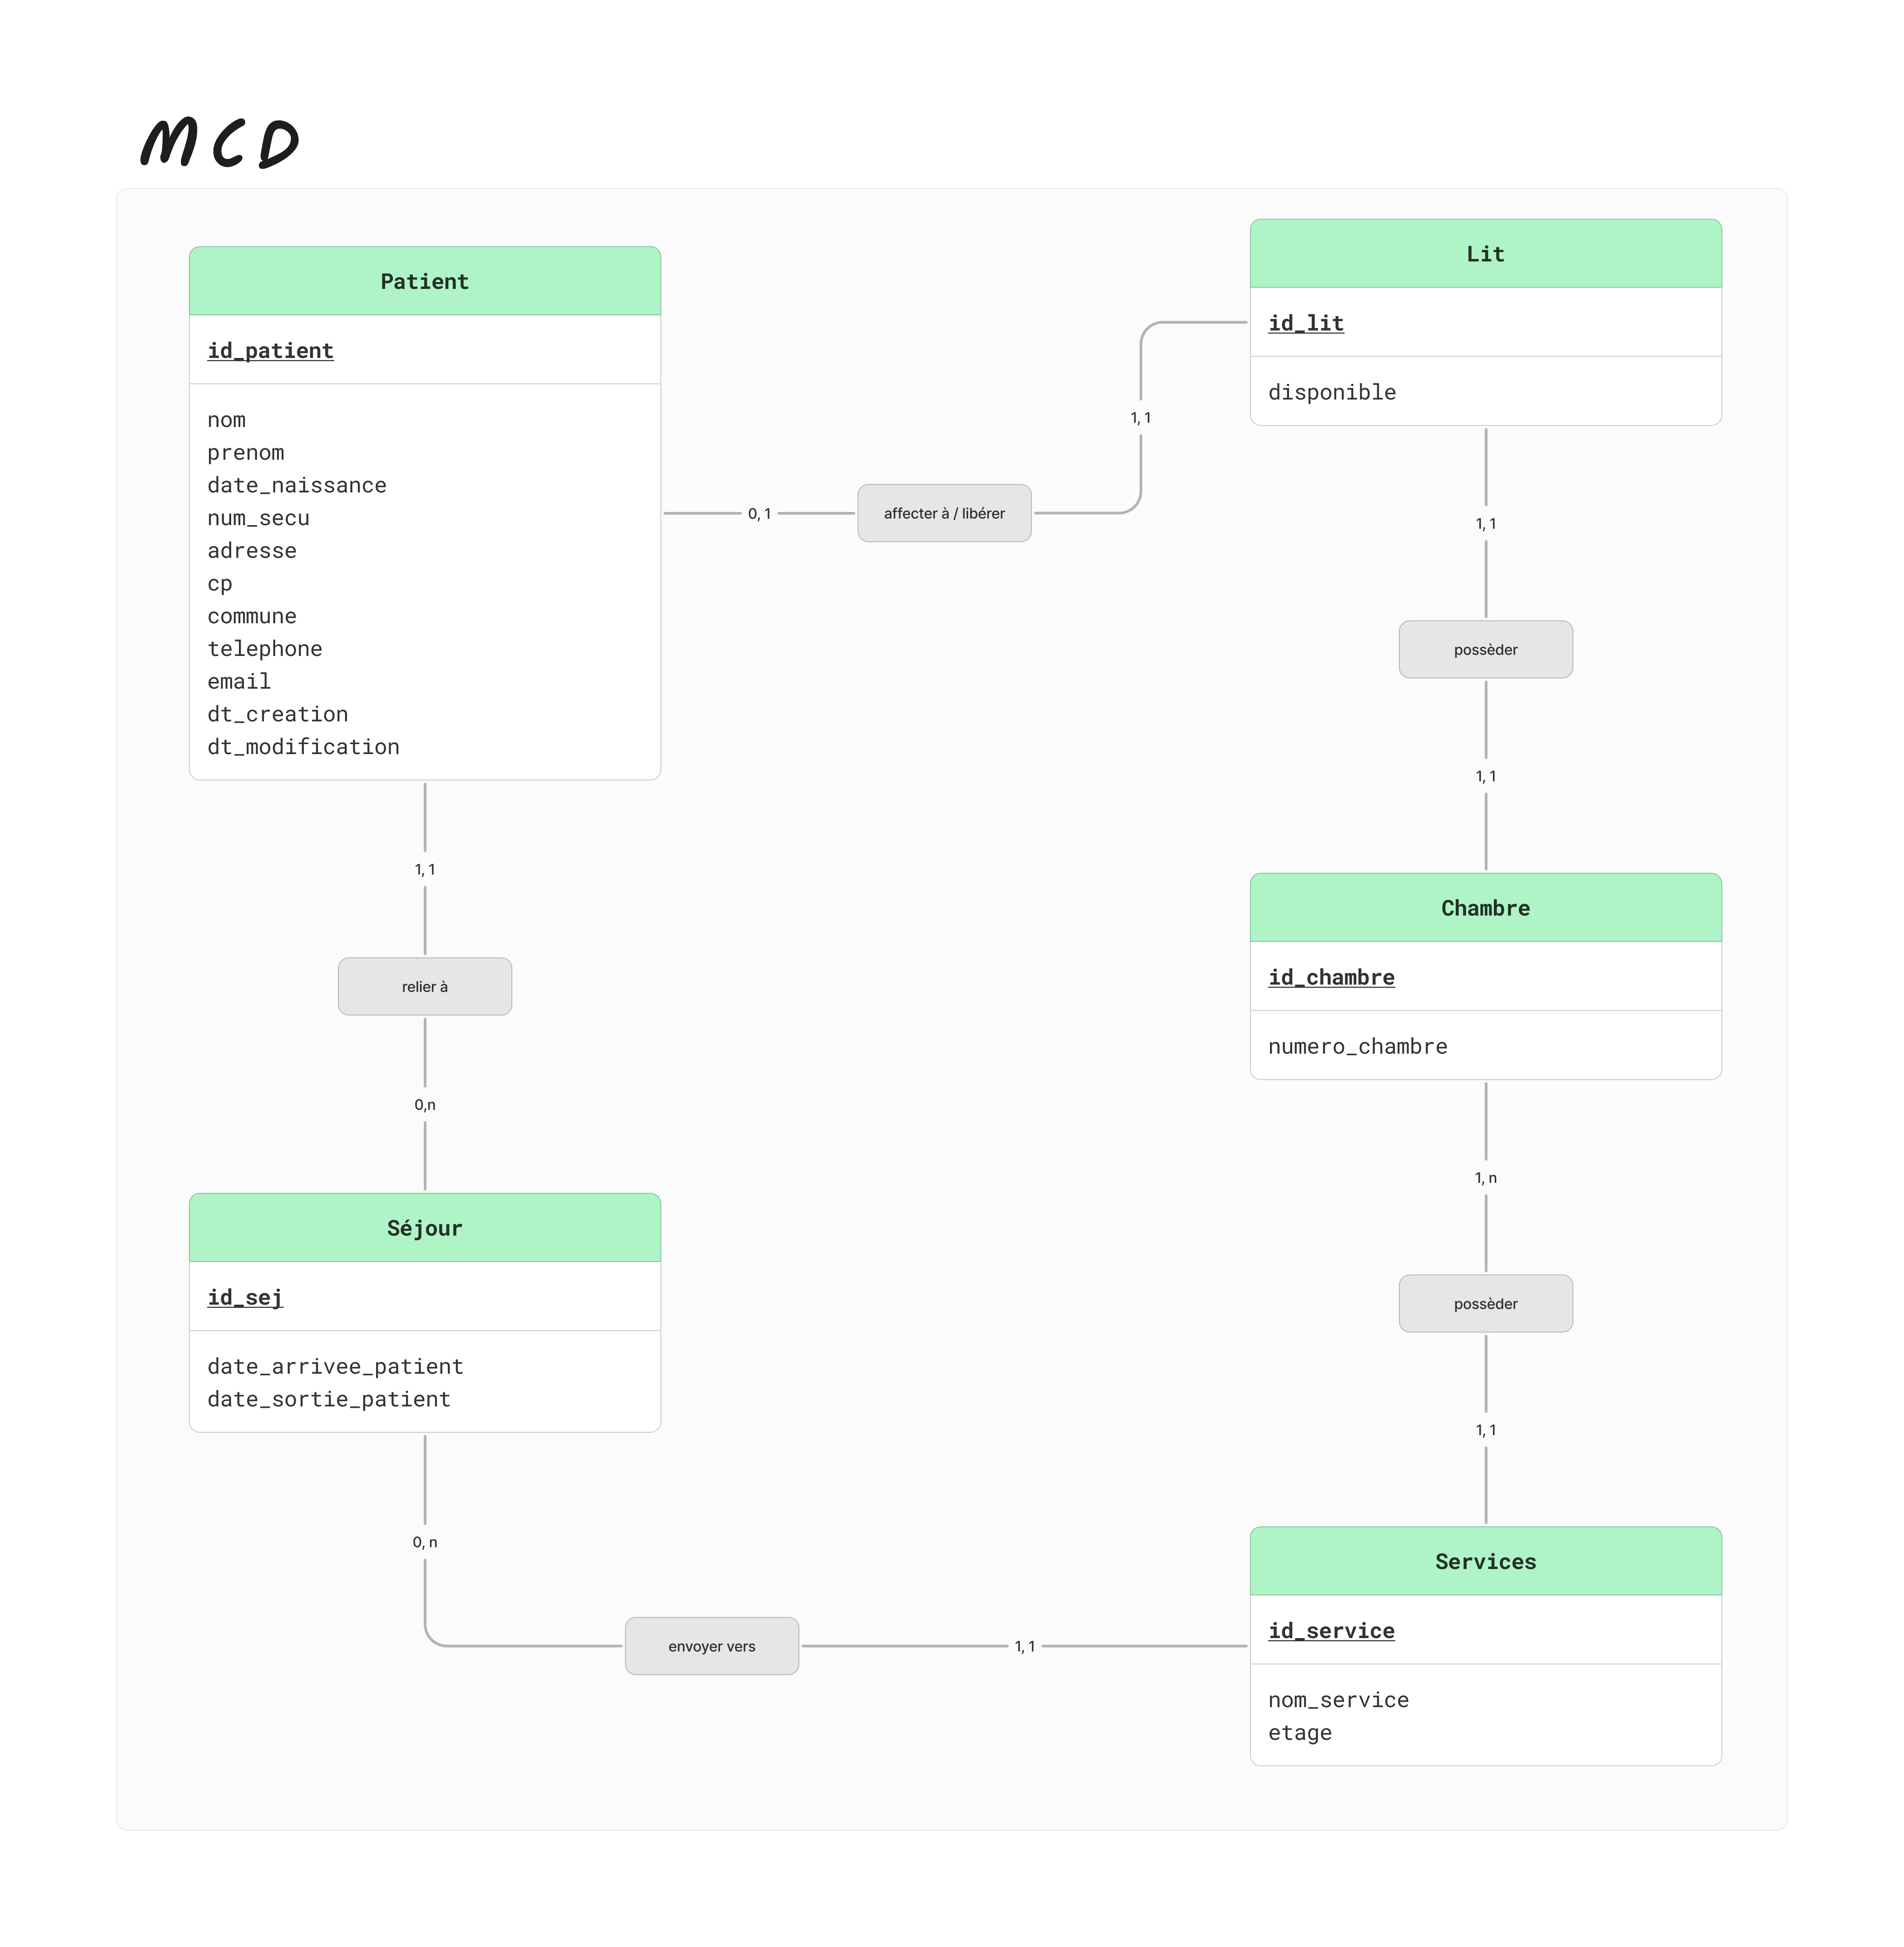 MCD
Patient
id_patient
nom
prenom
date_naissance
num_secu
adresse
cp
commune
telephone
email
dt_creation
dt_modification
0, 1
affecter à / libérer
1, 1
Lit
id_lit
disponible
1, 1
possèder
1, 1
Chambre
id_chambre
numero_chambre
1, n
possèder
1, 1
Services
id_service
nom_service
etage
1, 1
relier à
0,n
Séjour
id_sej
date_arrivee_patient
date_sortie_patient
0, n
envoyer vers
1, 1